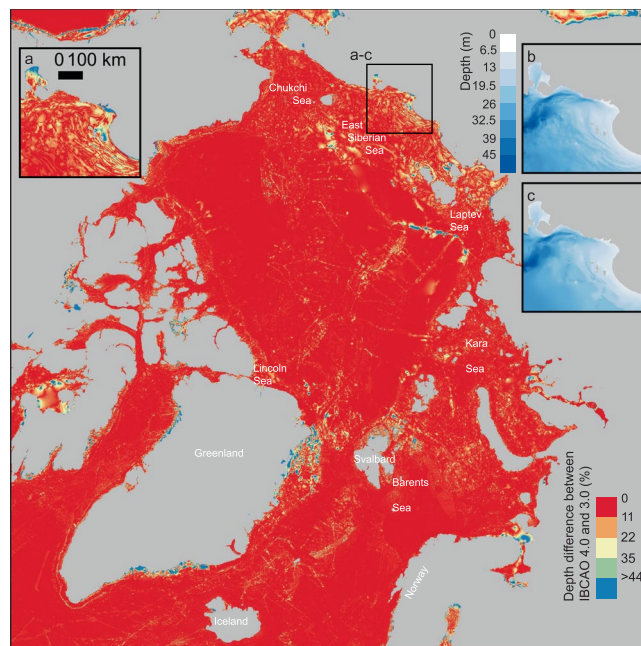 a
0 100 km
a-c
Depth (m)
0
6.5
13
19.5
26
32.5
39
45
b
c
Chukchi
Sea
East
Siberian
Sea
Laptev
Sea
Kara
Sea
Lincoln
Sea
Greenland
Svalbard
Barents
Sea
Norway
Iceland
Depth difference between
IBCAO 4.0 and 3.0 (%)
0
11
22
35
>44